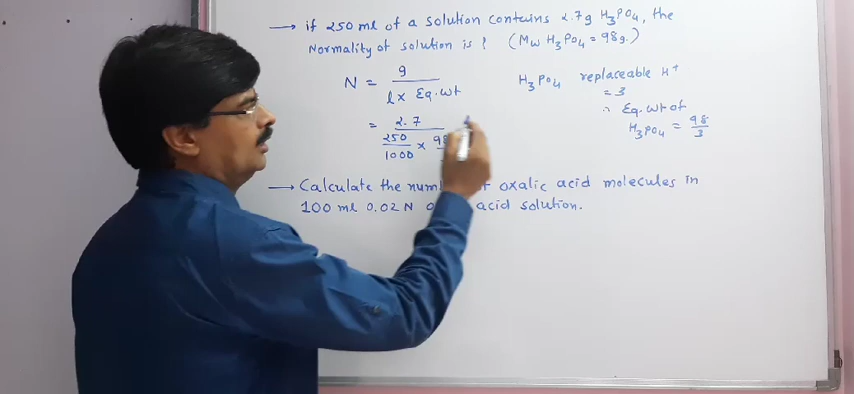 → if 250 ml of a solution contains 2.7g H₃PO₄, the
Normality of solution is ? (Mw H₃PO₄ = 98g.)
N = g / l × Eq.wt
= 2.7 / 250/1000 ×
H₃PO₄ replaceable H⁺
= 3
∴ Eq.wt of
H₃PO₄ = 98/3
→ Calculate the oxalic acid molecules in
100 ml 0.02 N acid solution.